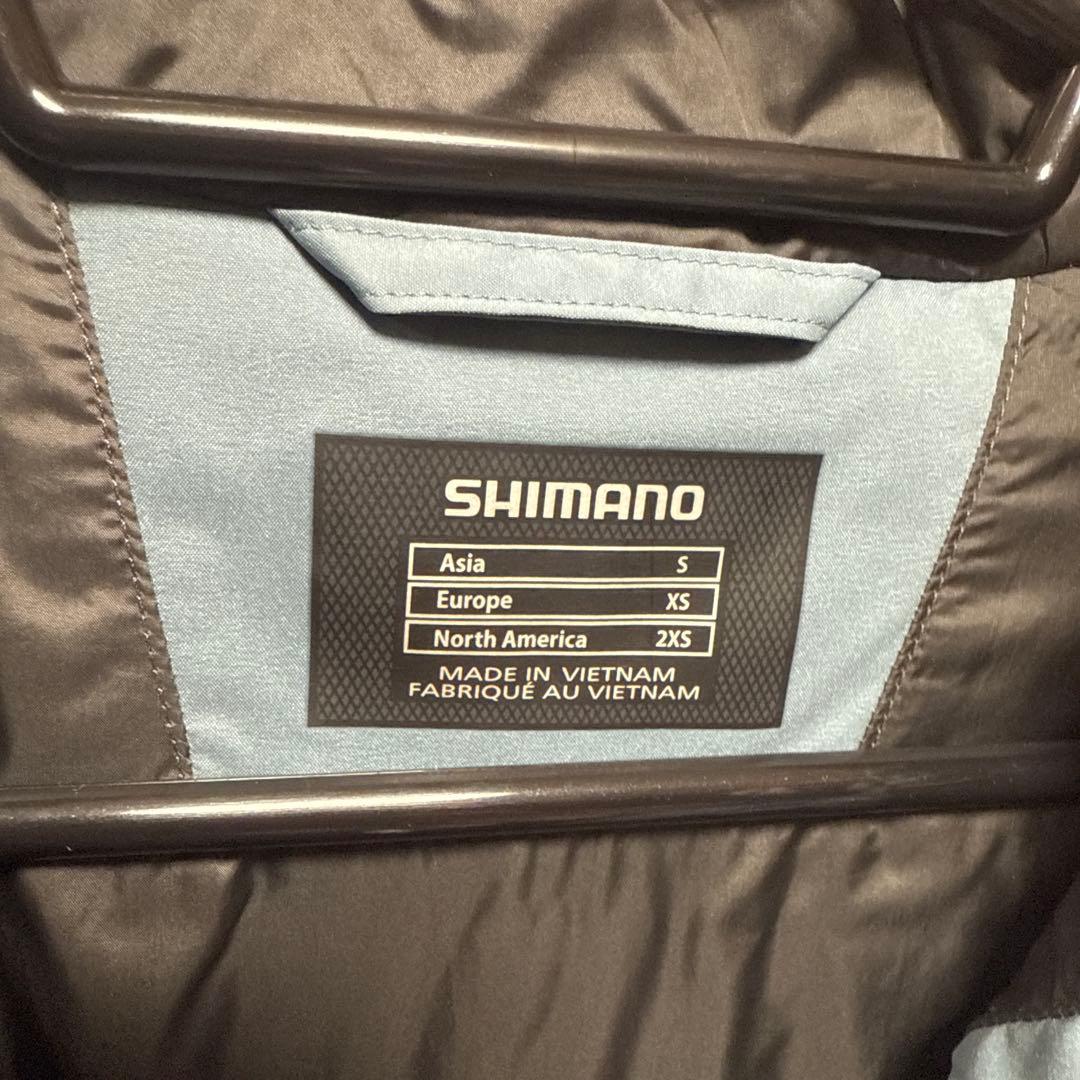 SHIMANO
Asia S
Europe XS
North America 2XS
MADE IN VIETNAM
FABRIQUÉ AU VIETNAM